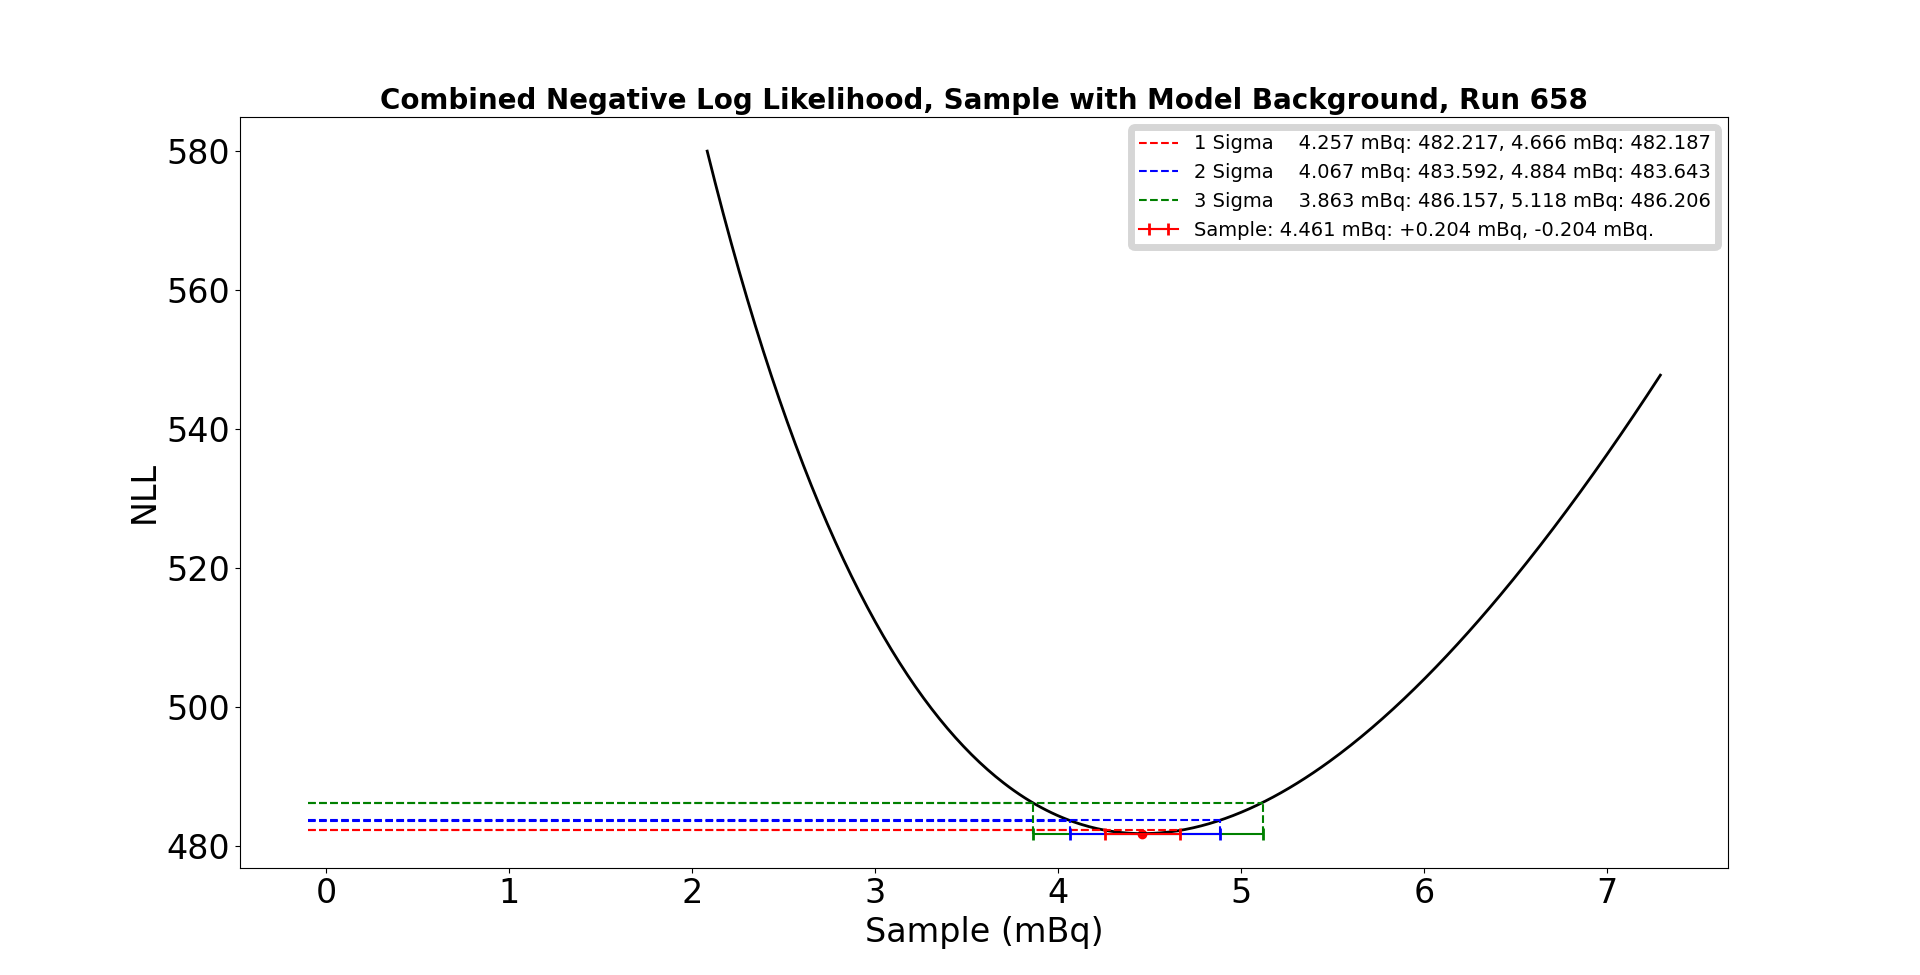 Combined Negative Log Likelihood, Sample with Model Background, Run 658
1 Sigma 4.257 mBq: 482.217, 4.666 mBq: 482.187
2 Sigma 4.067 mBq: 483.592, 4.884 mBq: 483.643
3 Sigma 3.863 mBq: 486.157, 5.118 mBq: 486.206
Sample: 4.461 mBq: +0.204 mBq, -0.204 mBq.
NLL
580
560
540
520
500
480
0 1 2 3 4 5 6 7
Sample (mBq)